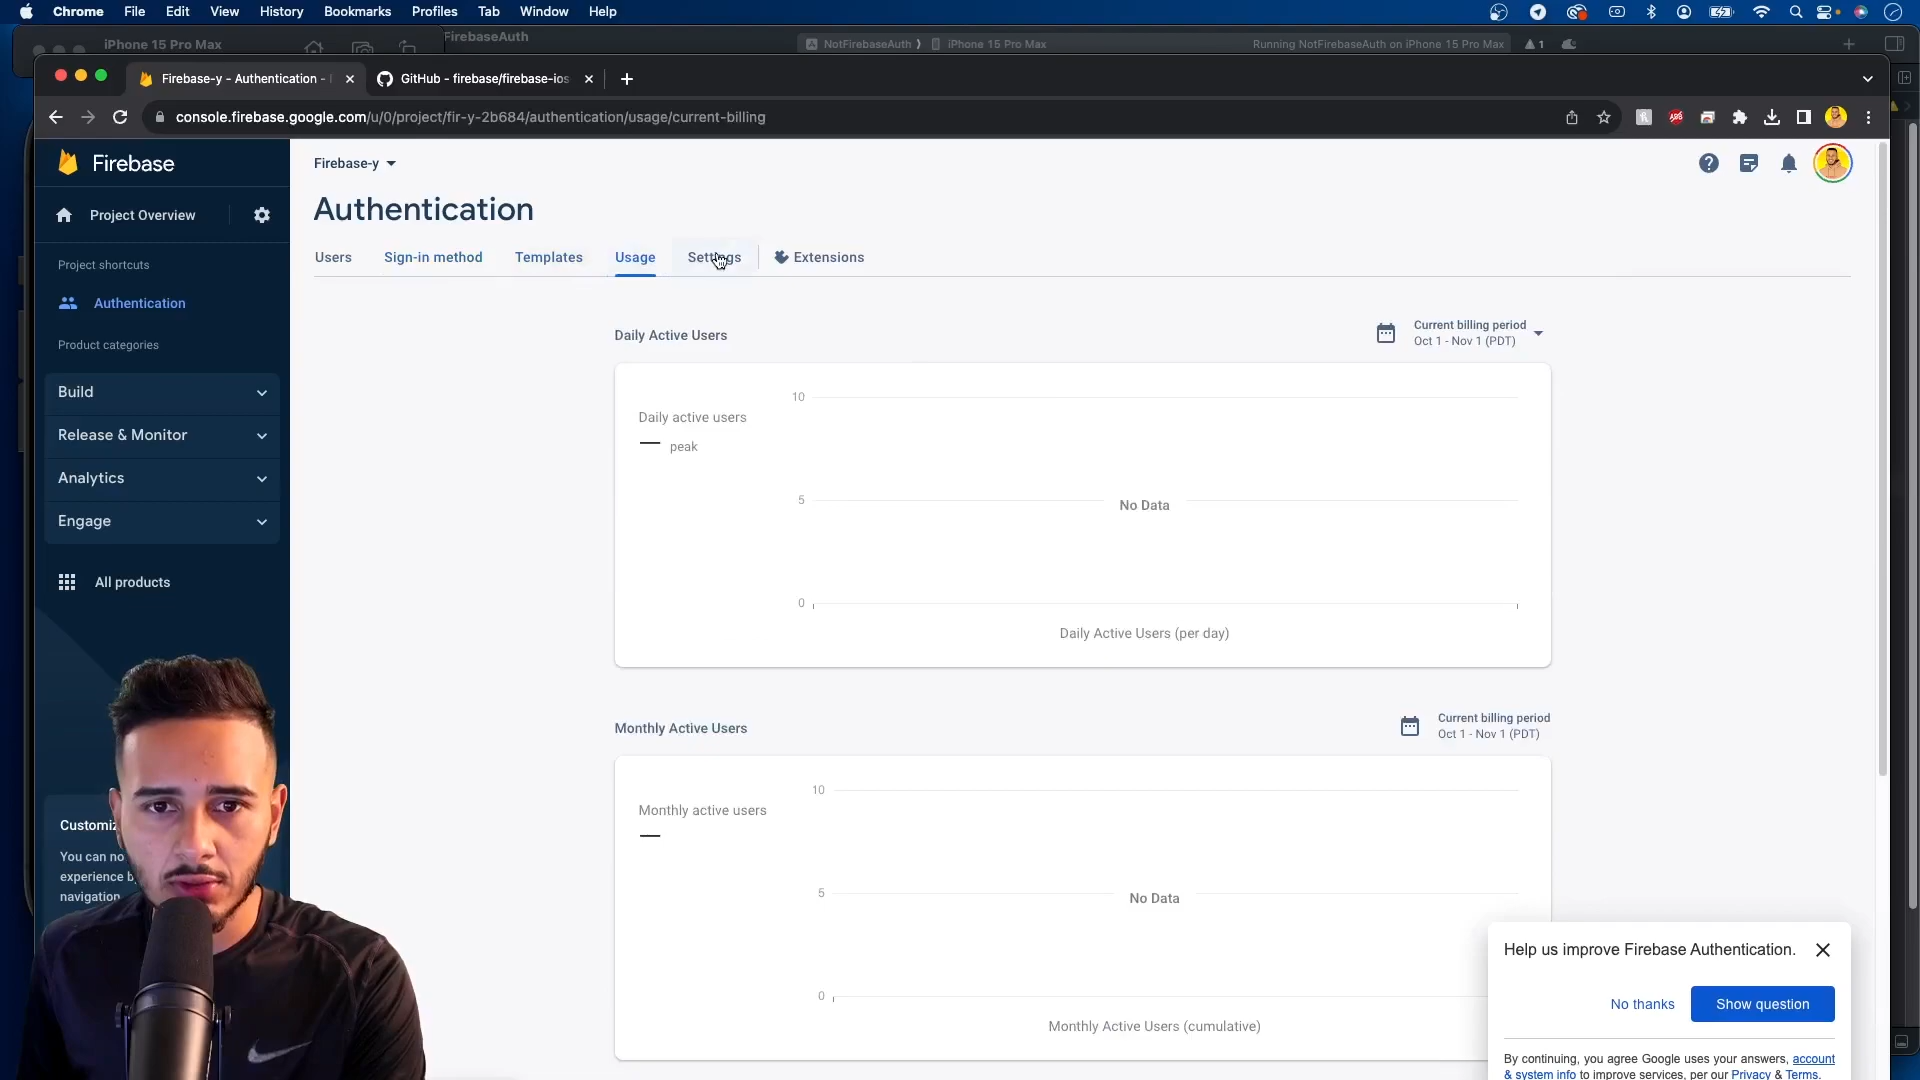 Chrome File Edit View History Bookmarks Profiles Tab Window Help
iPhone 15 Pro Max
FirebaseAuth
NotFirebaseAuth iPhone 15 Pro Max
Running NotFirebaseAuth on iPhone 15 Pro Max 1
Firebase-y - Authentication -
GitHub - firebase/firebase-ios
console.firebase.google.com/u/0/project/fir-y-2b684/authentication/usage/current-billing
Firebase
Project Overview
Project shortcuts
Authentication
Product categories
Build
Release & Monitor
Analytics
Engage
All products
You can no
experience
navigation
Firebase-y
Authentication
Users Sign-in method Templates Usage Settings Extensions
Daily Active Users
Current billing period
Oct 1 - Nov 1 (PDT)
Daily active users
peak
10
5
0
No Data
Daily Active Users (per day)
Monthly Active Users
Current billing period
Oct 1 - Nov 1 (PDT)
Monthly active users
10
5
0
No Data
Monthly Active Users (cumulative)
Help us improve Firebase Authentication.
No thanks Show question
By continuing, you agree Google uses your answers, account
& system info to improve services, per our Privacy & Terms.